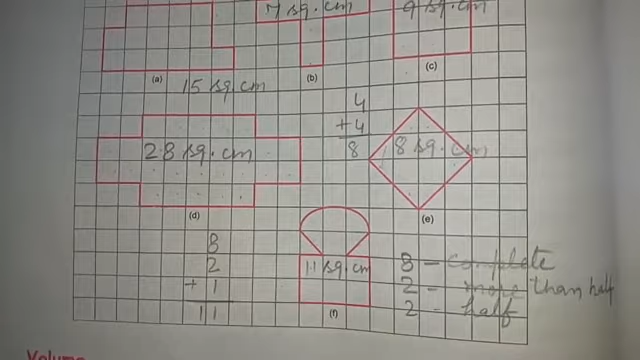 7 sq.cm
9 sq.cm
(a)
(b)
(c)
15 sq.cm
4
+4
8
28 sq.cm
8 sq.cm
(d)
(e)
8
2
+ 1
11
11 sq.cm
(f)
8 - complete
2 - more than half
2 - half
Volume